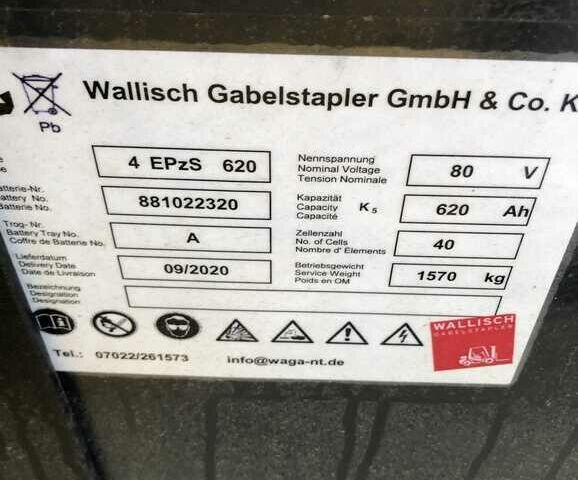 Wallisch Gabelstapler GmbH & Co. K
Pb
4 EPzS 620
Batterie-Nr.
Battery No.
Batterie No.
881022320
Trog-Nr.
Battery Tray No.
Coffre de Batterie No.
A
Lieferdatum
Delivery Date
Date de Livraison
09/2020
Bezeichnung
Designation
Désignation
Nennspannung
Nominal Voltage
Tension Nominale
80 V
Kapazität
Capacity K5
Capacité
620 Ah
Zellenzahl
No. of Cells
Nombre d' Elements
40
Betriebsgewicht
Service Weight
Poids en OM
1570 kg
WALLISCH
GABELSTAPLER
Tel.: 07022/261573 info@waga-nt.de